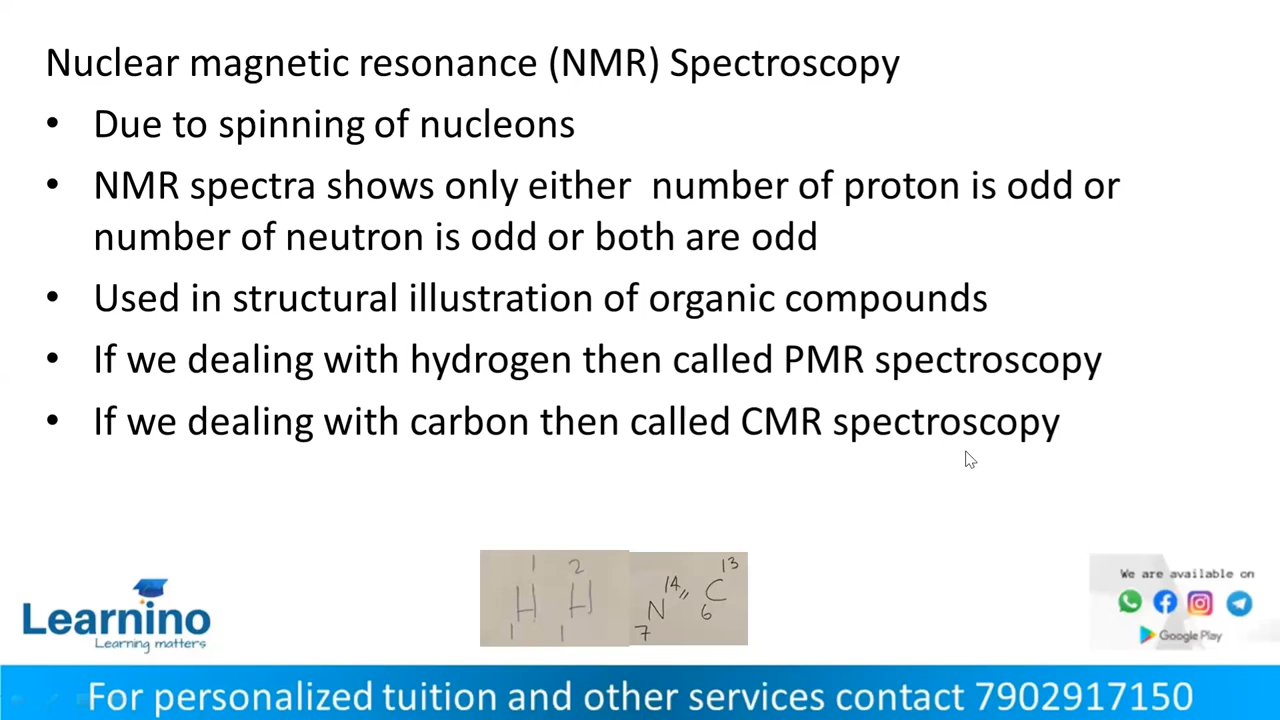 Nuclear magnetic resonance (NMR) Spectroscopy
• Due to spinning of nucleons
• NMR spectra shows only either number of proton is odd or
number of neutron is odd or both are odd
• Used in structural illustration of organic compounds
• If we dealing with hydrogen then called PMR spectroscopy
• If we dealing with carbon then called CMR spectroscopy
1 2 14 13
H H N C
1 1 7 6
Learnino
Learning matters
We are available on
Google Play
For personalized tuition and other services contact 7902917150